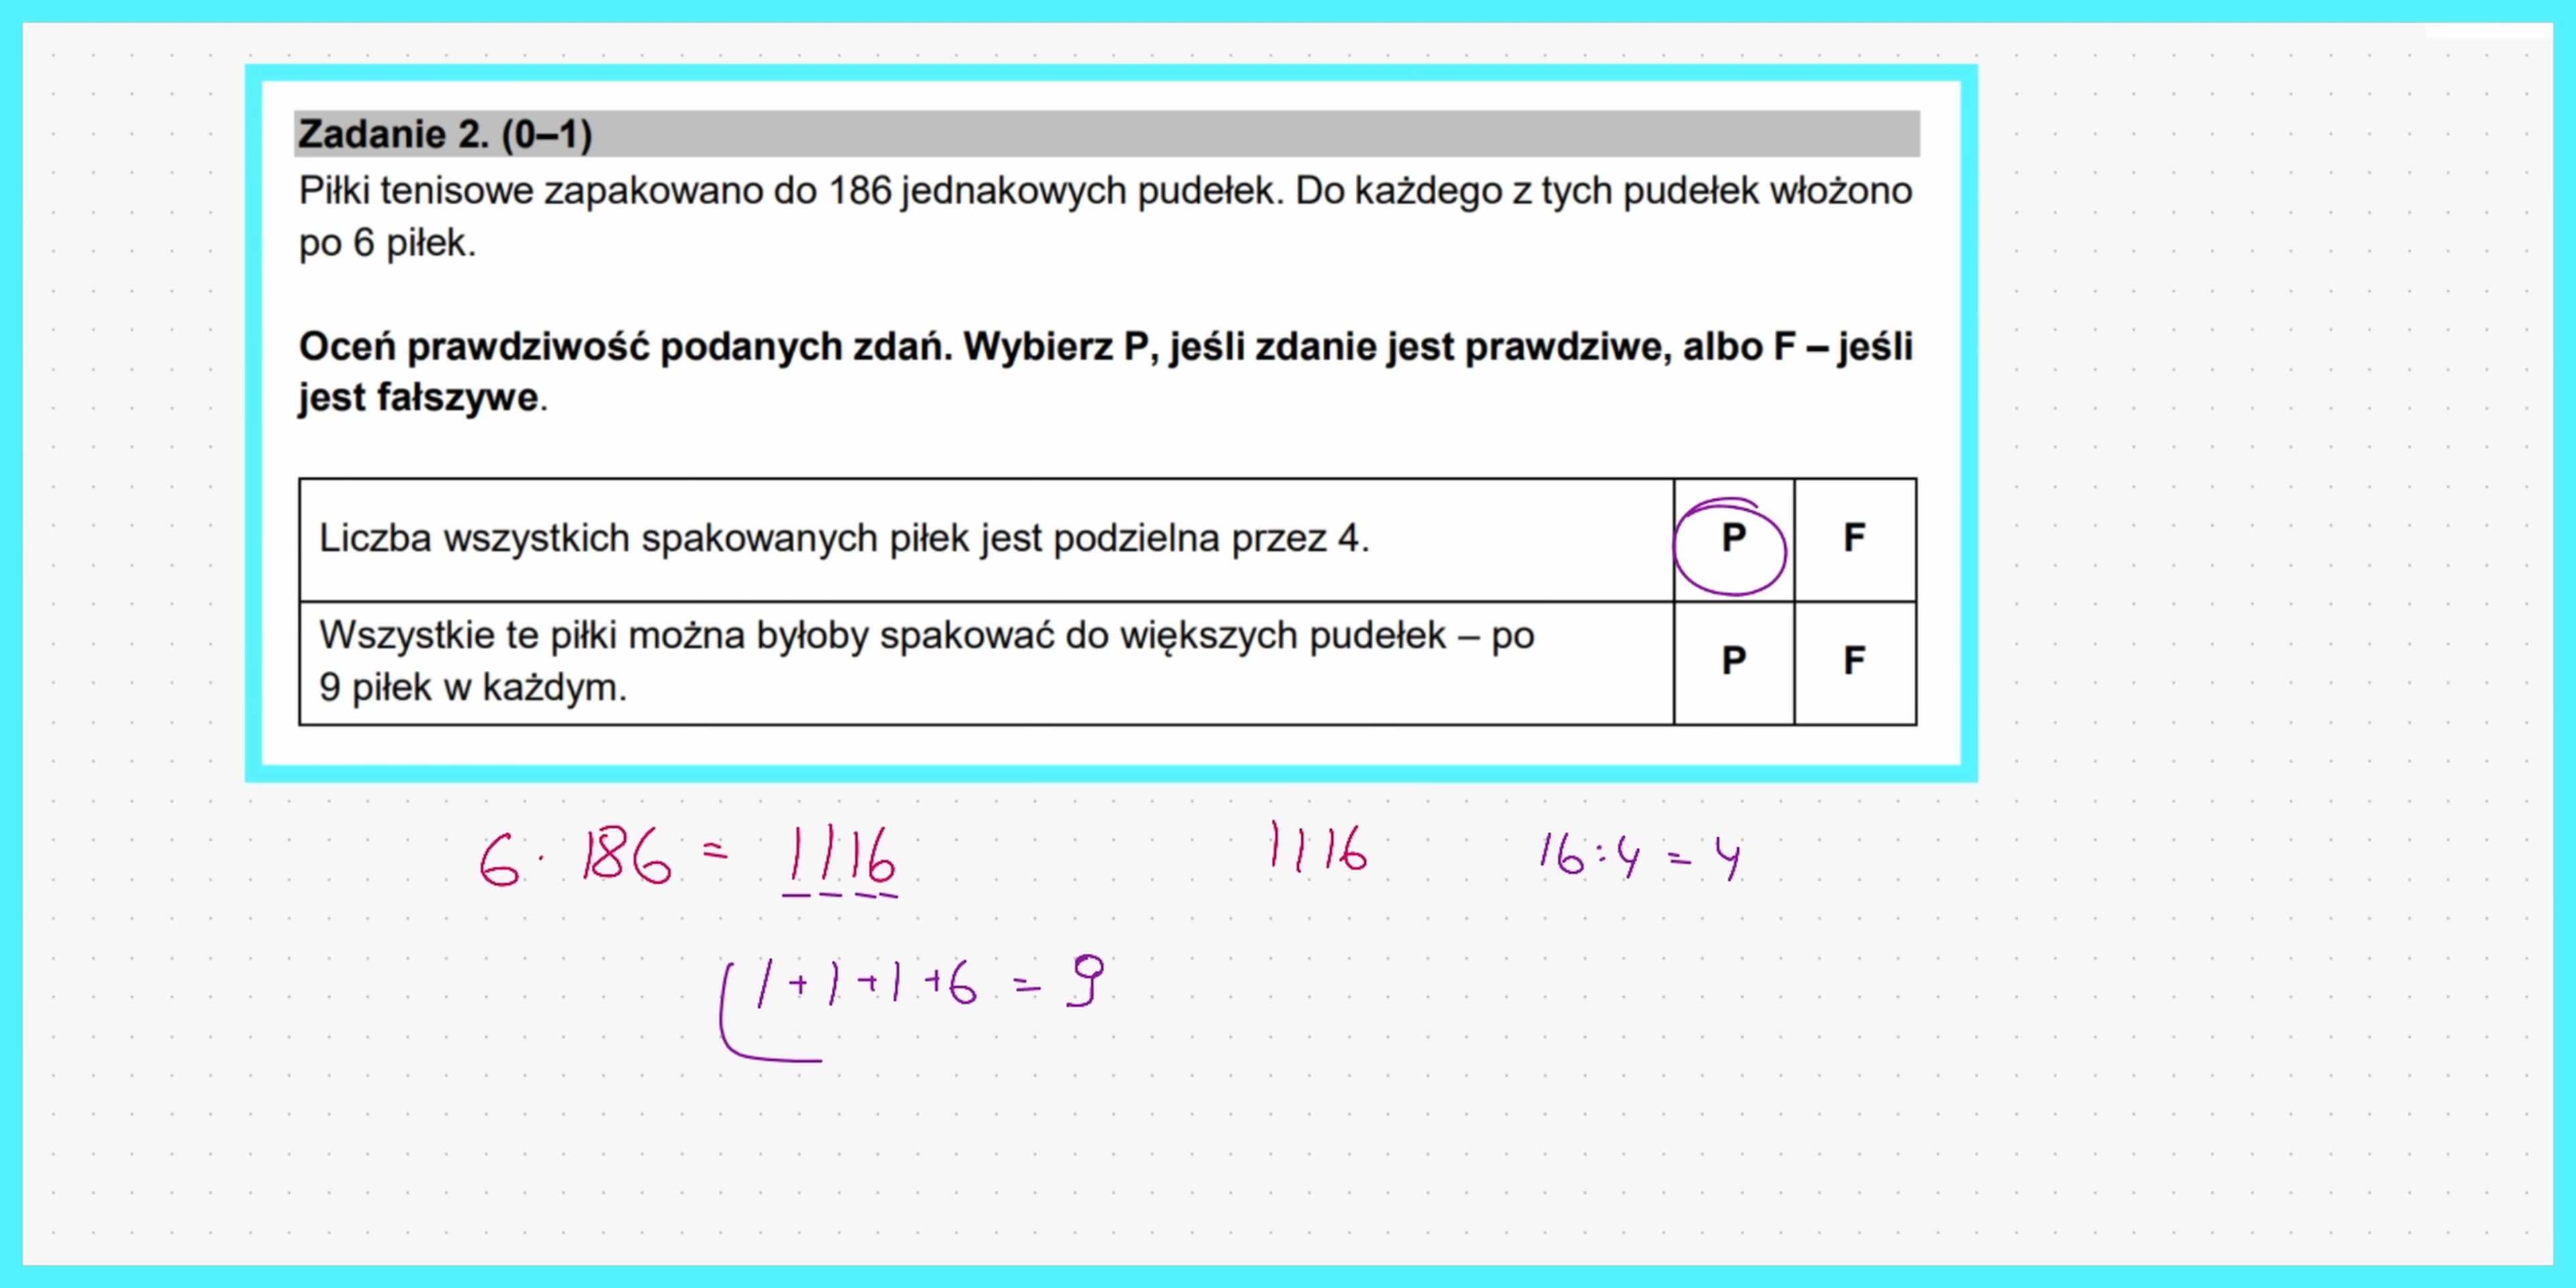 Zadanie 2. (0–1)
Piłki tenisowe zapakowano do 186 jednakowych pudełek. Do każdego z tych pudełek włożono
po 6 piłek.
Oceń prawdziwość podanych zdań. Wybierz P, jeśli zdanie jest prawdziwe, albo F – jeśli
jest fałszywe.
Liczba wszystkich spakowanych piłek jest podzielna przez 4. P F
Wszystkie te piłki można byłoby spakować do większych pudełek – po
9 piłek w każdym. P F
6 · 186 = 1116 1116 16:4 = 4
1 + 1 + 1 + 6 = 9